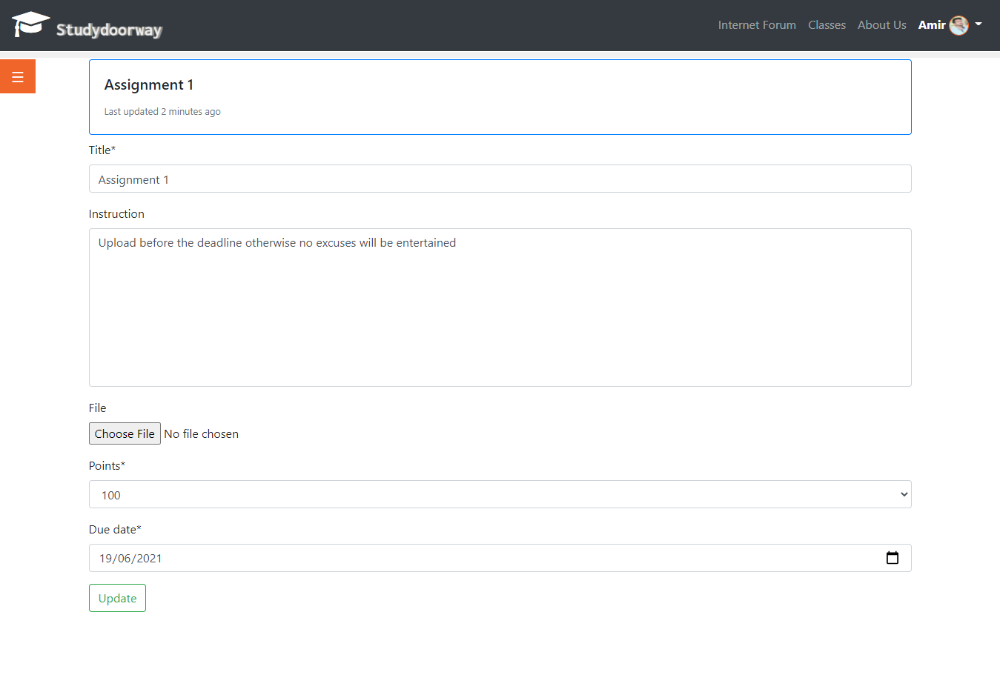 Studydoorway
Internet Forum Classes About Us Amir
☰
Assignment 1
Last updated 2 minutes ago
Title*
Assignment 1
Instruction
Upload before the deadline otherwise no excuses will be entertained
File
Choose File No file chosen
Points*
100
Due date*
19/06/2021
Update